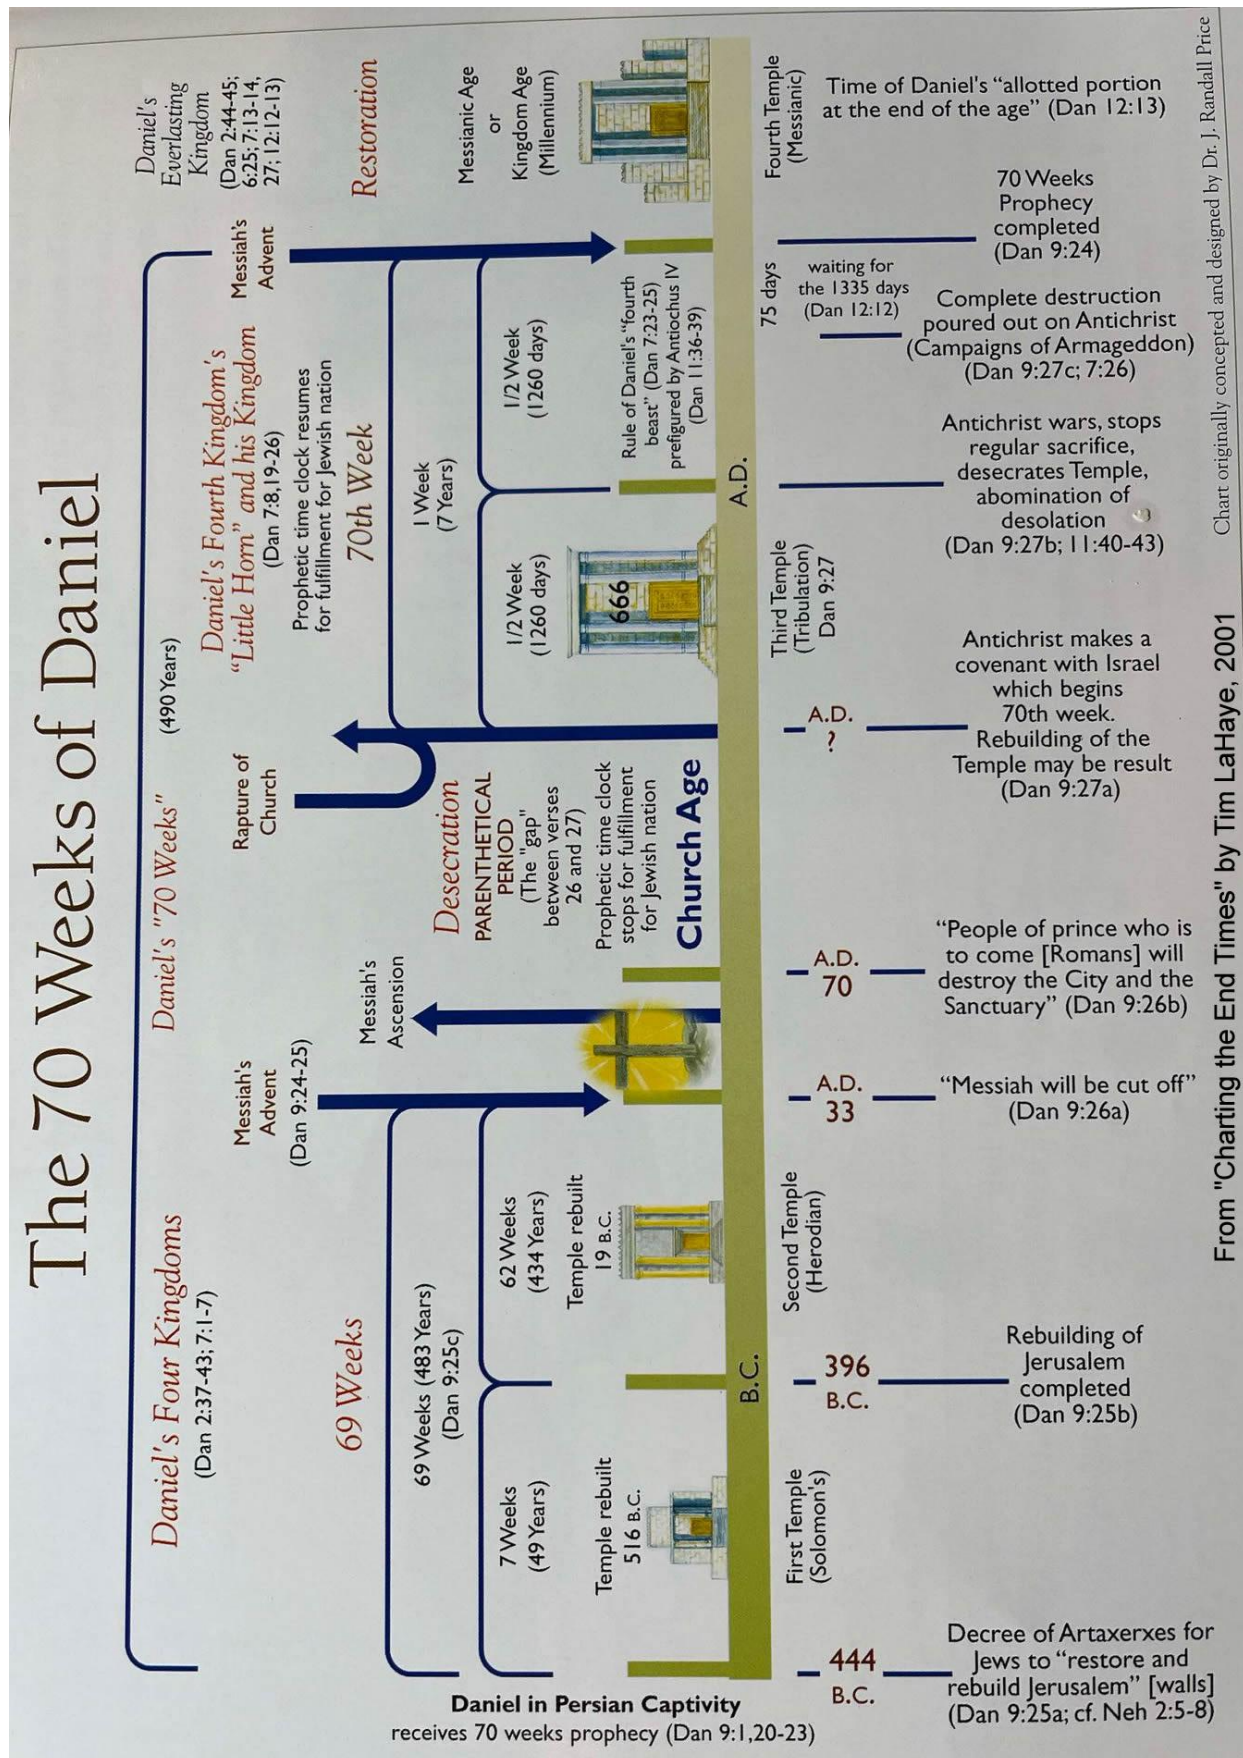 The 70 Weeks of Daniel
Daniel's Four Kingdoms
(Dan 2:37-43; 7:1-7)
Daniel's "70 Weeks"
(490 Years)
Daniel's
Everlasting
Kingdom
(Dan 2:44-45;
6:25; 7:13-14,
27; 12:12-13)
Messiah's
Advent
(Dan 9:24-25)
Rapture of
Church
Daniel's Fourth Kingdom's
"Little Horn" and his Kingdom
(Dan 7:8,19-26)
Prophetic time clock resumes
for fulfillment for Jewish nation
Messiah's
Advent
69 Weeks
Messiah's
Ascension
70th Week
Restoration
69 Weeks (483 Years)
(Dan 9:25c)
1 Week
(7 Years)
7 Weeks
(49 Years)
62 Weeks
(434 Years)
Desecration
PARENTHETICAL
PERIOD
(The "gap"
between verses
26 and 27)
1/2 Week
(1260 days)
1/2 Week
(1260 days)
Messianic Age
or
Kingdom Age
(Millennium)
Temple rebuilt
516 B.C.
Temple rebuilt
19 B.C.
Prophetic time clock
stops for fulfillment
for Jewish nation
Church Age
666
Rule of Daniel's "fourth
beast" (Dan 7:23-25)
prefigured by Antiochus IV
(Dan 11:36-39)
B.C.
A.D.
First Temple
(Solomon's)
Second Temple
(Herodian)
Third Temple
(Tribulation)
Dan 9:27
75 days
Fourth Temple
(Messianic)
Daniel in Persian Captivity
receives 70 weeks prophecy (Dan 9:1,20-23)
444
B.C.
Decree of Artaxerxes for
Jews to “restore and
rebuild Jerusalem” [walls]
(Dan 9:25a; cf. Neh 2:5-8)
396
B.C.
Rebuilding of
Jerusalem
completed
(Dan 9:25b)
A.D.
33
“Messiah will be cut off”
(Dan 9:26a)
A.D.
70
“People of prince who is
to come [Romans] will
destroy the City and the
Sanctuary” (Dan 9:26b)
A.D.
?
Antichrist makes a
covenant with Israel
which begins
70th week.
Rebuilding of the
Temple may be result
(Dan 9:27a)
Antichrist wars, stops
regular sacrifice,
desecrates Temple,
abomination of
desolation
(Dan 9:27b; 11:40-43)
waiting for
the 1335 days
(Dan 12:12)
Complete destruction
poured out on Antichrist
(Campaigns of Armageddon)
(Dan 9:27c; 7:26)
70 Weeks
Prophecy
completed
(Dan 9:24)
Time of Daniel's “allotted portion
at the end of the age” (Dan 12:13)
Chart originally concepted and designed by Dr. J. Randall Price
From "Charting the End Times" by Tim LaHaye, 2001